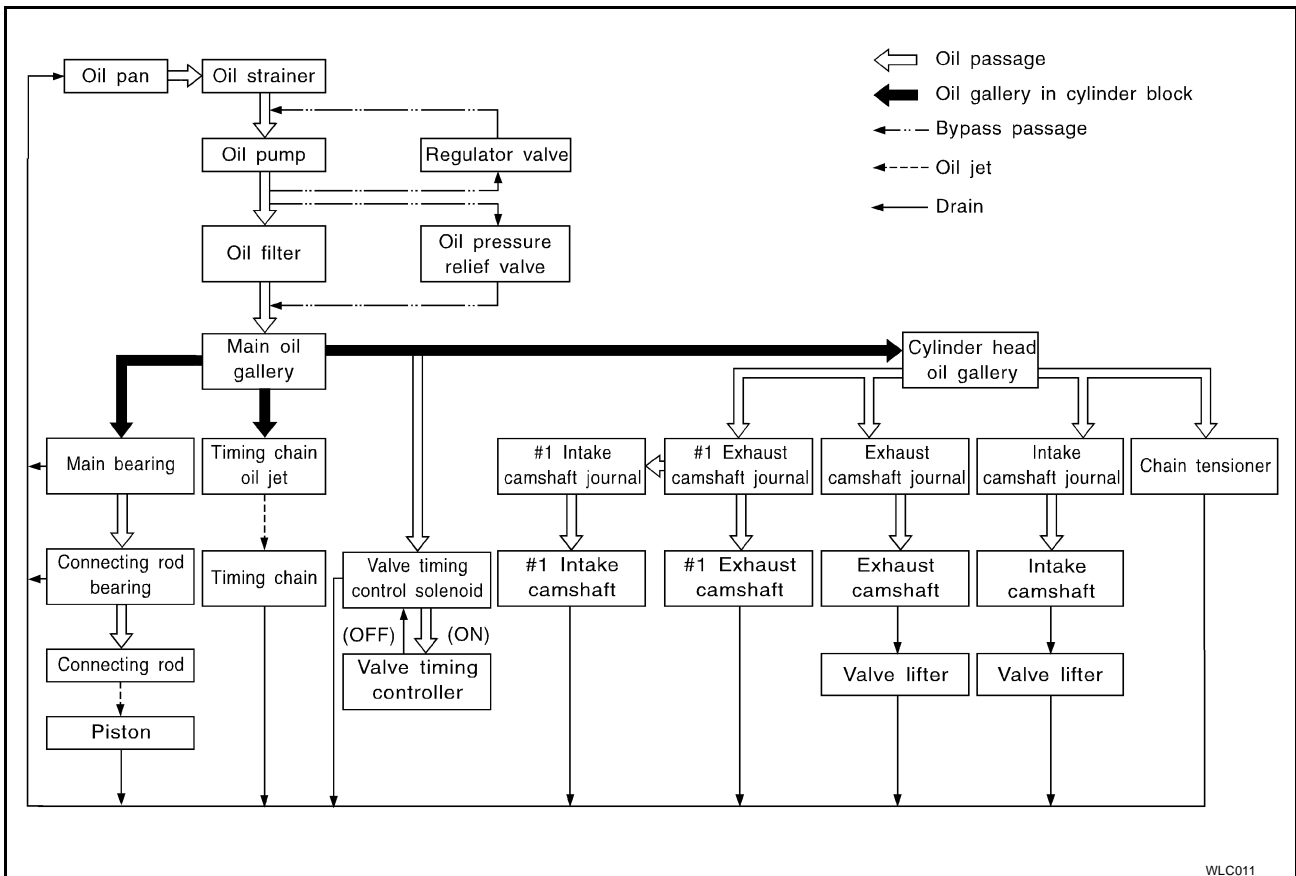 Oil pan
Oil strainer
Oil passage
Oil gallery in cylinder block
Bypass passage
Oil jet
Drain
Oil pump
Regulator valve
Oil filter
Oil pressure
relief valve
Main oil
gallery
Cylinder head
oil gallery
Main bearing
Timing chain
oil jet
#1 Intake
camshaft journal
#1 Exhaust
camshaft journal
Exhaust
camshaft journal
Intake
camshaft journal
Chain tensioner
Connecting rod
bearing
Timing chain
Valve timing
control solenoid
#1 Intake
camshaft
#1 Exhaust
camshaft
Exhaust
camshaft
Intake
camshaft
(OFF)
(ON)
Connecting rod
Valve timing
controller
Valve lifter
Valve lifter
Piston
WLC011